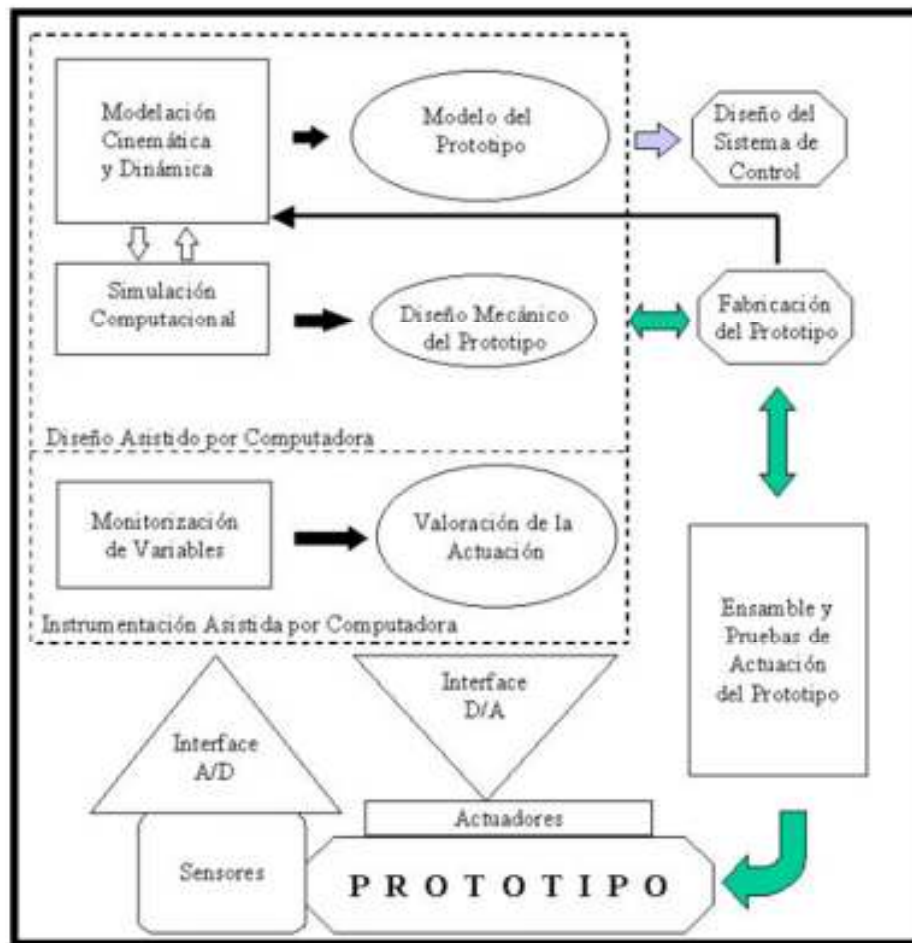 Modelación
Cinemática
y Dinámica
Modelo del
Prototipo
Diseño del
Sistema de
Control
Simulación
Computacional
Diseño Mecánico
del Prototipo
Fabricación
del Prototipo
Diseño Asistido por Computadora
Monitorización
de Variables
Valoración de la
Actuación
Instrumentación Asistida por Computadora
Ensamble y
Pruebas de
Actuación
del Prototipo
Interface
D/A
Interface
A/D
Actuadores
Sensores
PROTOTIPO